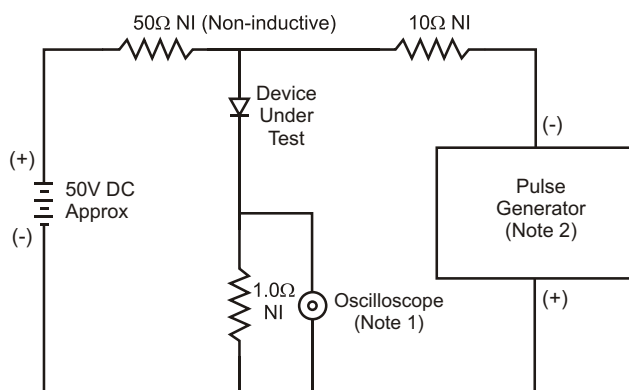 50Ω NI (Non-inductive)
10Ω NI
Device
Under
Test
(-)
(+)
50V DC
Approx
(-)
Pulse
Generator
(Note 2)
1.0Ω
NI
Oscilloscope
(Note 1)
(+)